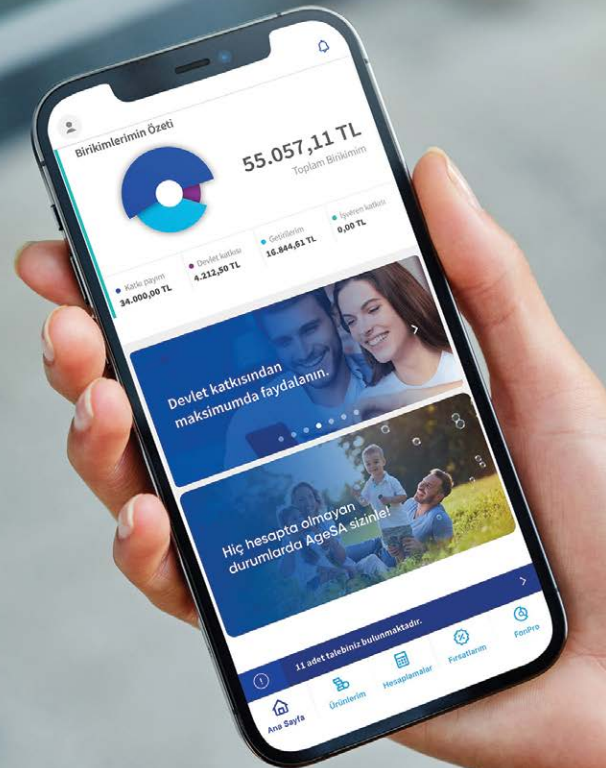 Birikimlerimin Özeti
55.057,11 TL
Toplam Birikimim
Katkı payım
34.000,00 TL
Devlet katkısı
4.212,50 TL
Getirilerim
16.844,61 TL
İşveren katkısı
0,00 TL
Devlet katkısından
maksimumda faydalanın.
Hiç hesapta olmayan
durumlarda AgeSA sizinle!
11 adet talebiniz bulunmaktadır.
Ana Sayfa
Ürünlerim
Hesaplamalar
Fırsatlarım
FonPro